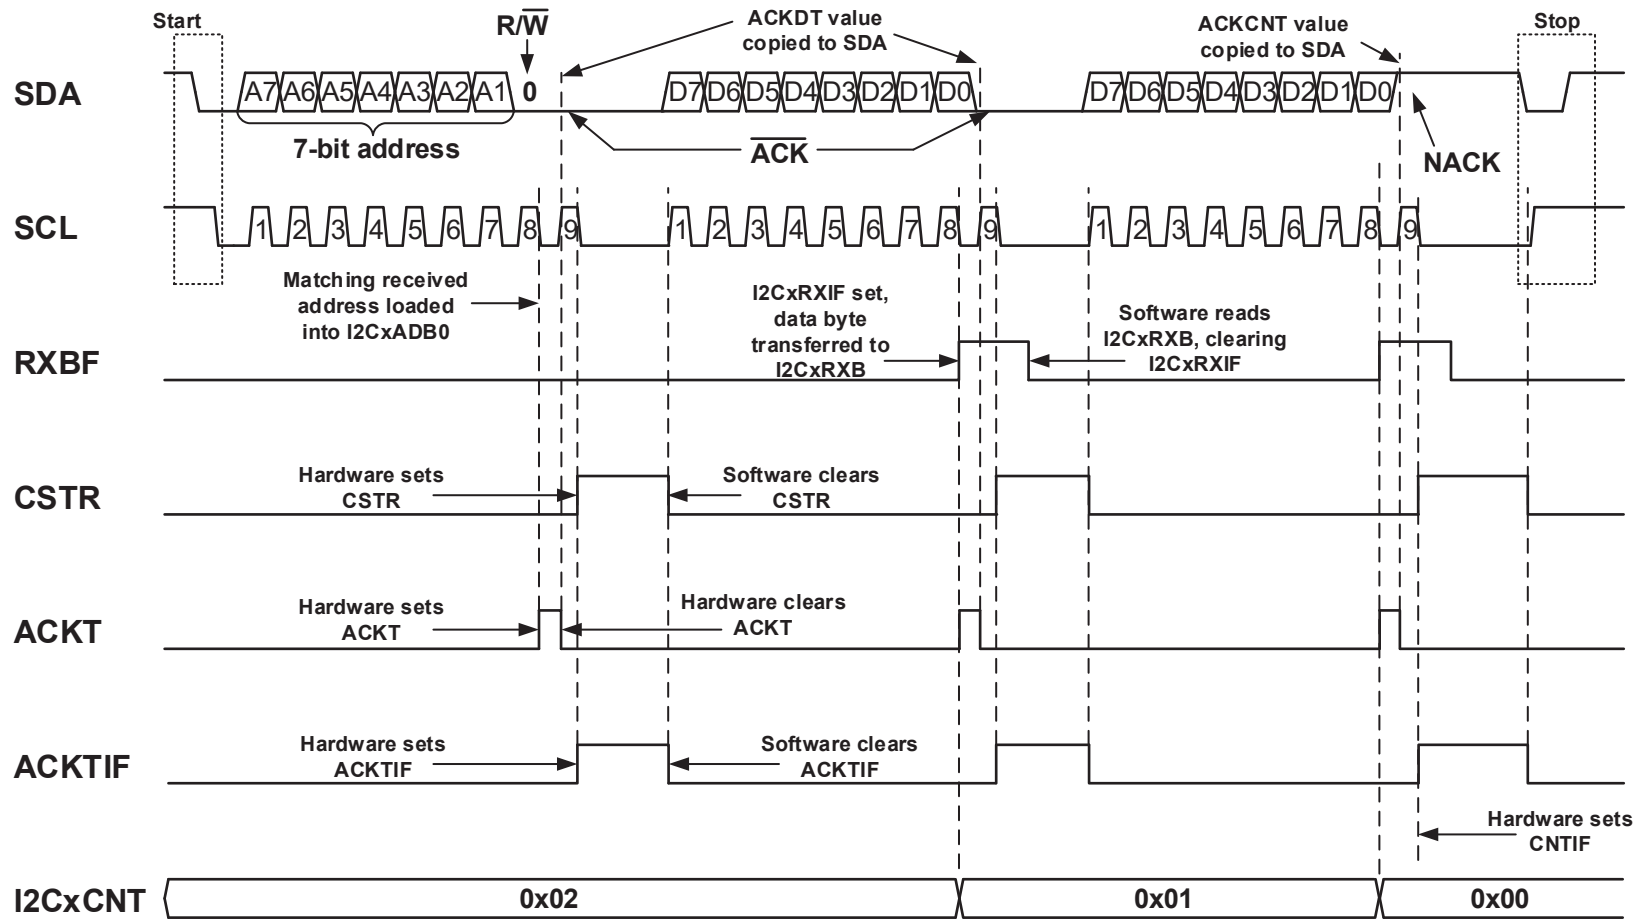 Start
R/W
ACKDT value
copied to SDA
ACKCNT value
copied to SDA
Stop
SDA
A7 A6 A5 A4 A3 A2 A1 0
D7 D6 D5 D4 D3 D2 D1 D0
D7 D6 D5 D4 D3 D2 D1 D0
7-bit address
ACK
NACK
SCL
1 2 3 4 5 6 7 8 9
1 2 3 4 5 6 7 8 9
1 2 3 4 5 6 7 8 9
Matching received
address loaded
into I2CxADB0
I2CxRXIF set,
data byte
transferred to
I2CxRXB
Software reads
I2CxRXB, clearing
I2CxRXIF
RXBF
CSTR
Hardware sets
CSTR
Software clears
CSTR
ACKT
Hardware sets
ACKT
Hardware clears
ACKT
ACKTIF
Hardware sets
ACKTIF
Software clears
ACKTIF
Hardware sets
CNTIF
I2CxCNT
0x02
0x01
0x00